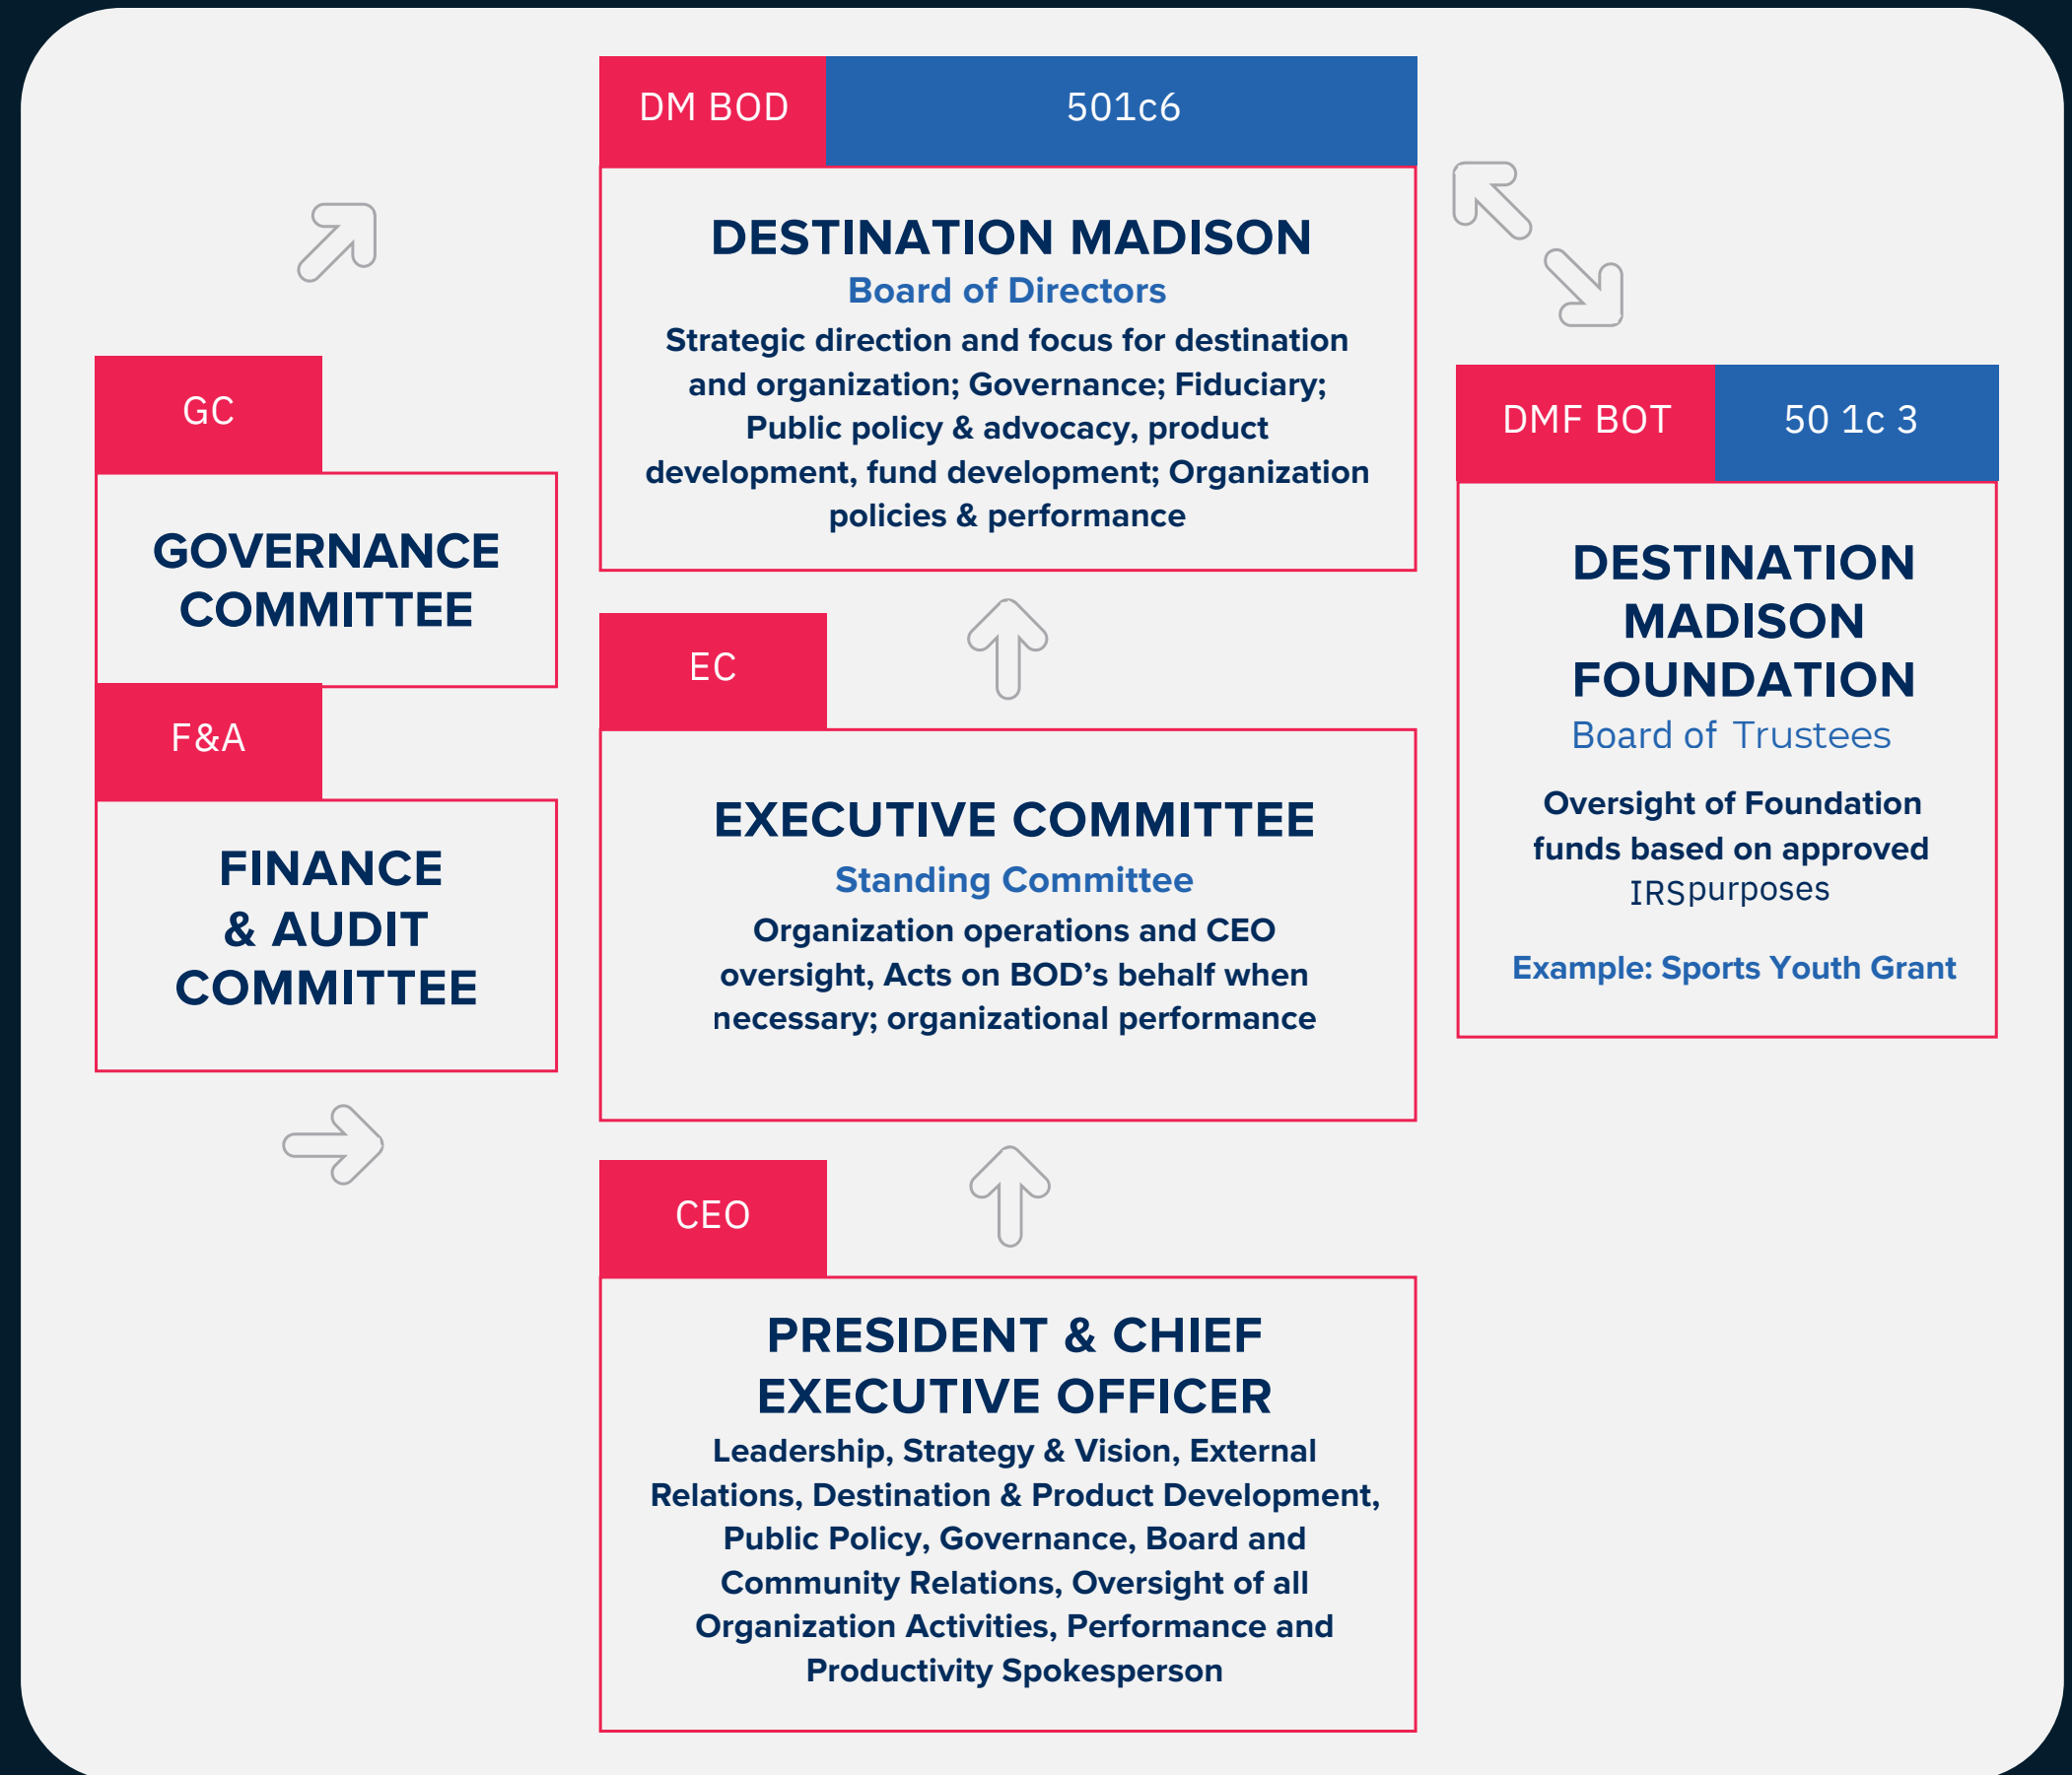 DM BOD 501c6
DESTINATION MADISON
Board of Directors
Strategic direction and focus for destination
and organization; Governance; Fiduciary;
Public policy & advocacy, product
development, fund development; Organization
policies & performance
GC
GOVERNANCE
COMMITTEE
F&A
FINANCE
& AUDIT
COMMITTEE
EC
EXECUTIVE COMMITTEE
Standing Committee
Organization operations and CEO
oversight, Acts on BOD’s behalf when
necessary; organizational performance
CEO
PRESIDENT & CHIEF
EXECUTIVE OFFICER
Leadership, Strategy & Vision, External
Relations, Destination & Product Development,
Public Policy, Governance, Board and
Community Relations, Oversight of all
Organization Activities, Performance and
Productivity Spokesperson
DMF BOT 50 1c 3
DESTINATION
MADISON
FOUNDATION
Board of Trustees
Oversight of Foundation
funds based on approved
IRS purposes
Example: Sports Youth Grant